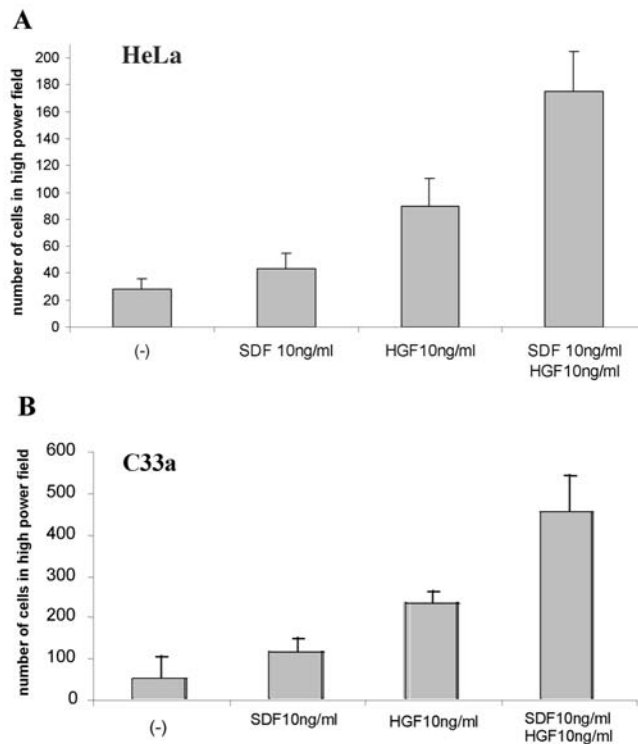 A
HeLa
number of cells in high power field
200
180
160
140
120
100
80
60
40
20
0
(-)
SDF 10ng/ml
HGF10ng/ml
SDF 10ng/ml
HGF10ng/ml
B
C33a
number of cells in high power field
600
500
400
300
200
100
0
(-)
SDF10ng/ml
HGF10ng/ml
SDF10ng/ml
HGF10ng/ml